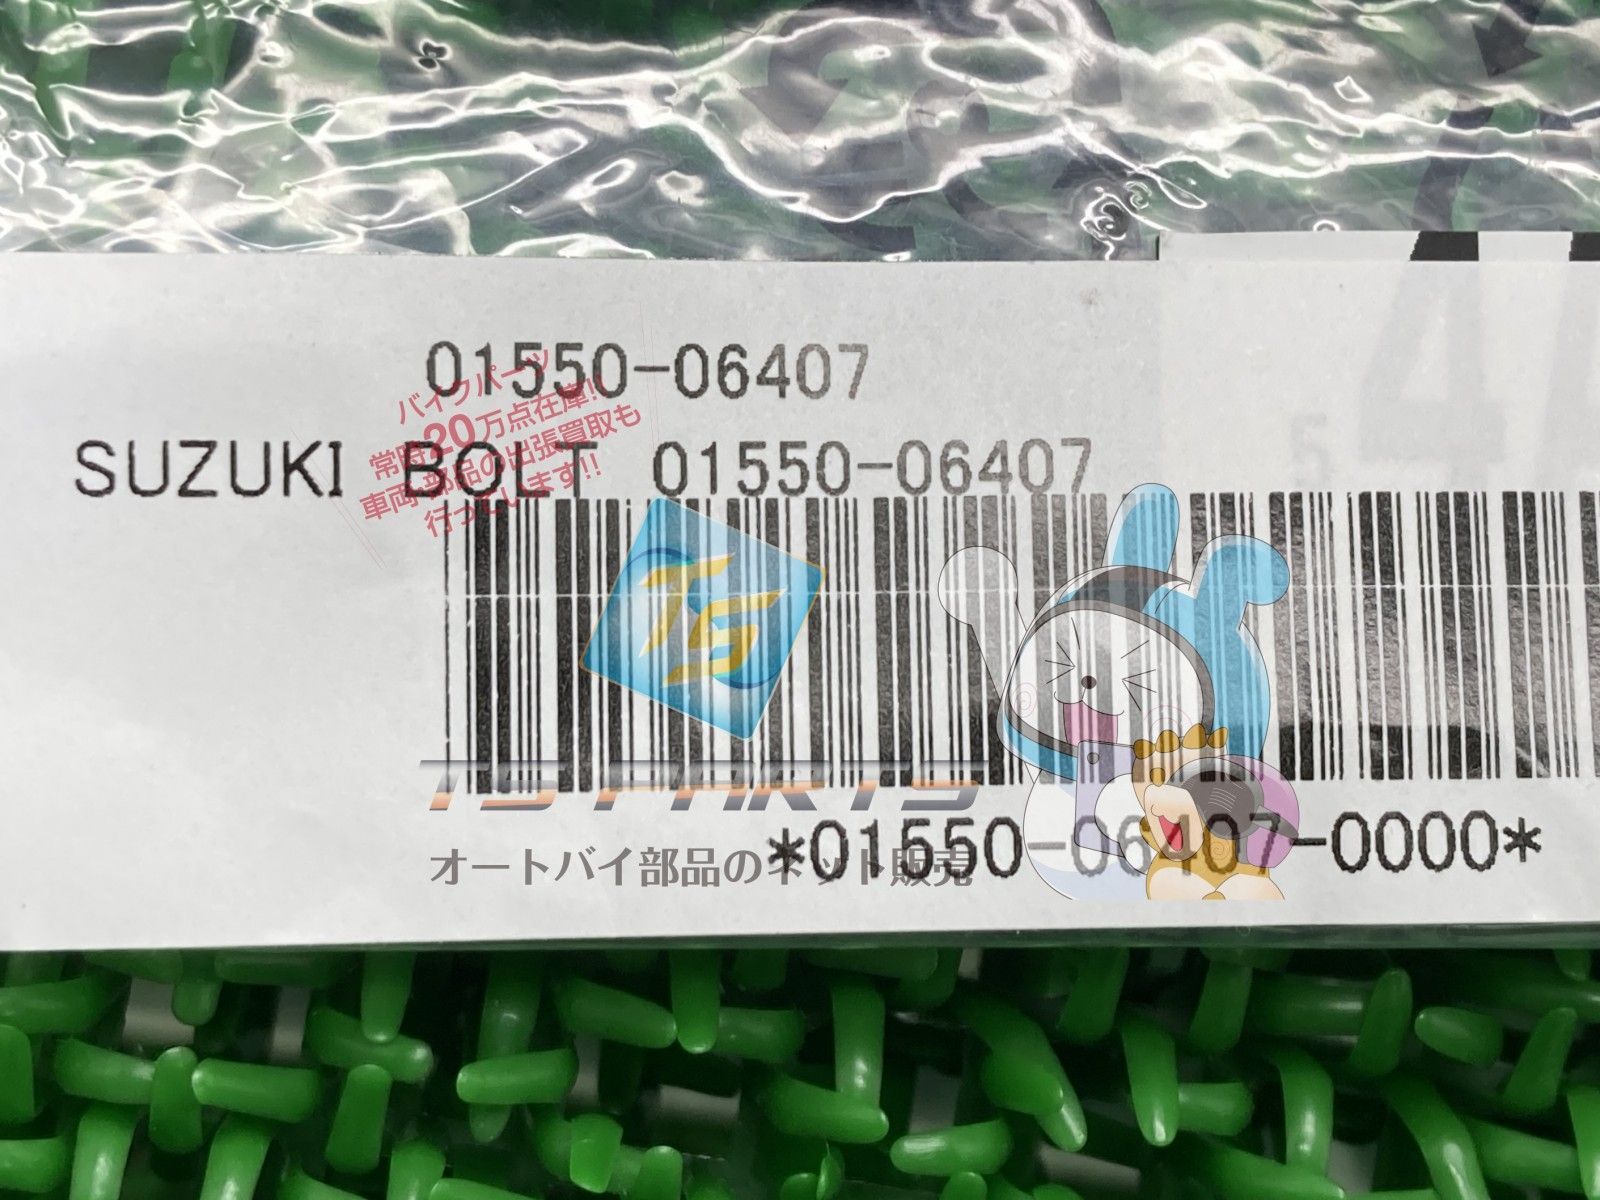 01550-06407
バイクパーツ
常時20万点在庫!!
車両・部品の出張買取も
行っています!!
SUZUKI BOLT 01550-06407
TS
TS PARTS
オートバイ部品のネット販売
*01550-06407-0000*